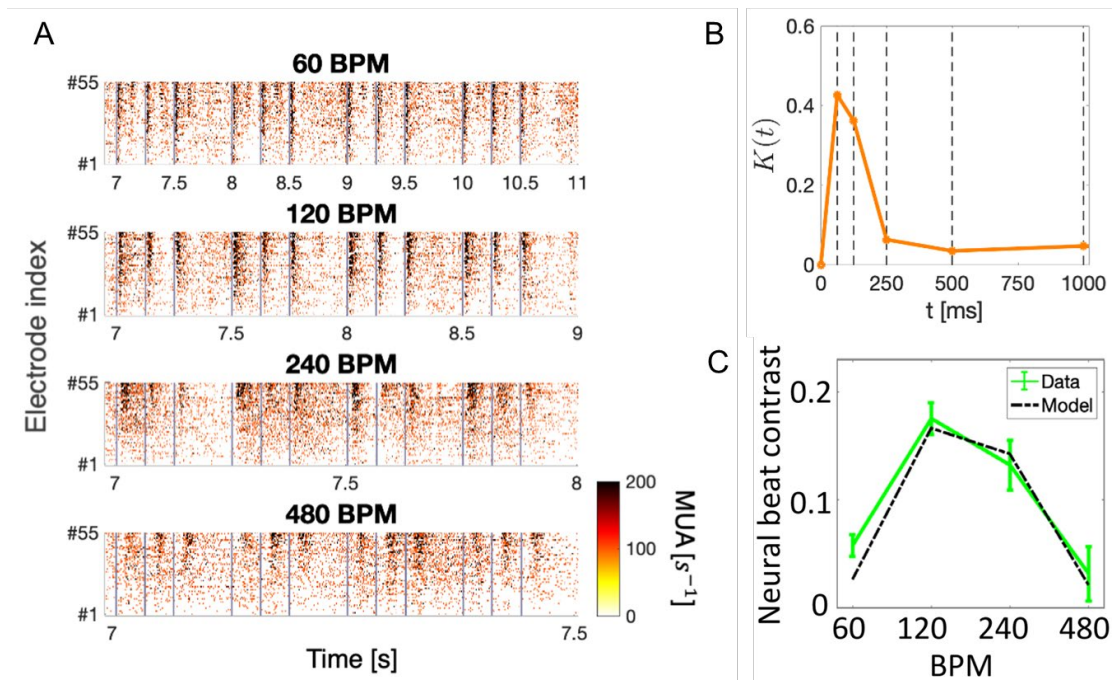 A
60 BPM
#55
#1
7 7.5 8 8.5 9 9.5 10 10.5 11
120 BPM
#55
#1
7 7.5 8 8.5 9
240 BPM
#55
#1
7 7.5 8
480 BPM
#55
#1
7 7.5
Time [s]
Electrode index
200
100
0
MUA [s⁻¹]
B
0.6
0.4
0.2
0
K(t)
0 250 500 750 1000
t [ms]
C
Data
Model
0.2
0.1
0
Neural beat contrast
60 120 240 480
BPM